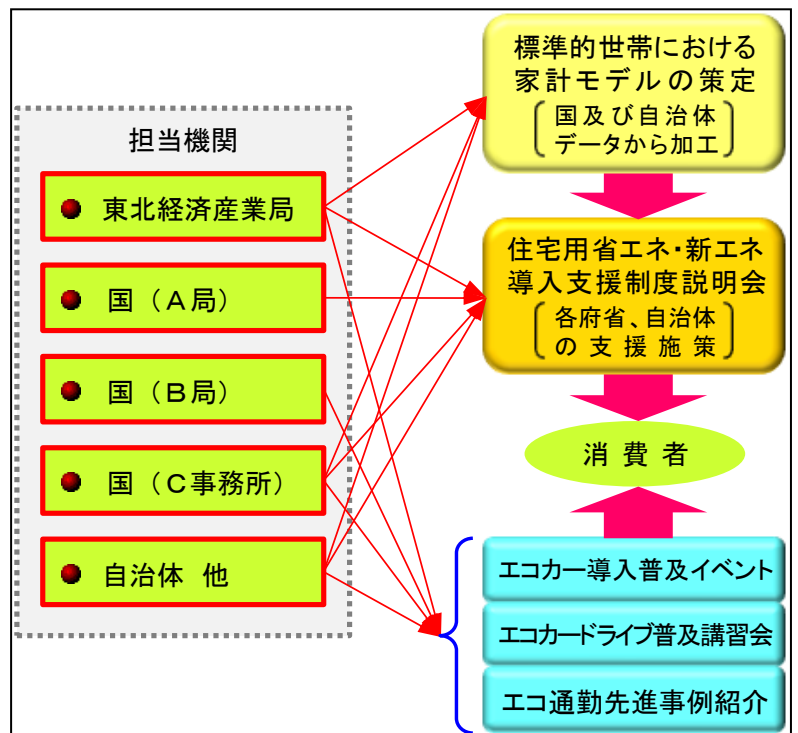 担当機関
東北経済産業局
国（A局）
国（B局）
国（C事務所）
自治体 他
標準的世帯における
家計モデルの策定
国及び自治体
データから加工
住宅用省エネ・新エネ
導入支援制度説明会
各府省、自治体
の支援施策
消費者
エコカー導入普及イベント
エコカードライブ普及講習会
エコ通勤先進事例紹介